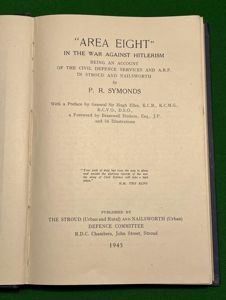 "AREA EIGHT"
IN THE WAR AGAINST HITLERISM
BEING AN ACCOUNT
OF THE CIVIL DEFENCE SERVICES AND A.R.P.
IN STROUD AND NAILSWORTH
by
P. R. SYMONDS
With a Preface by General Sir Hugh Elles, K.C.B., K.C.M.G.,
K.C.V.O., D.S.O.,
a Foreword by Bramwell Hudson, Esq., J.P.
and 16 Illustrations
H.M. THE KING
PUBLISHED BY
THE STROUD (Urban and Rural) AND NAILSWORTH (Urban)
DEFENCE COMMITTEE
R.D.C. Chambers, John Street, Stroud
1945